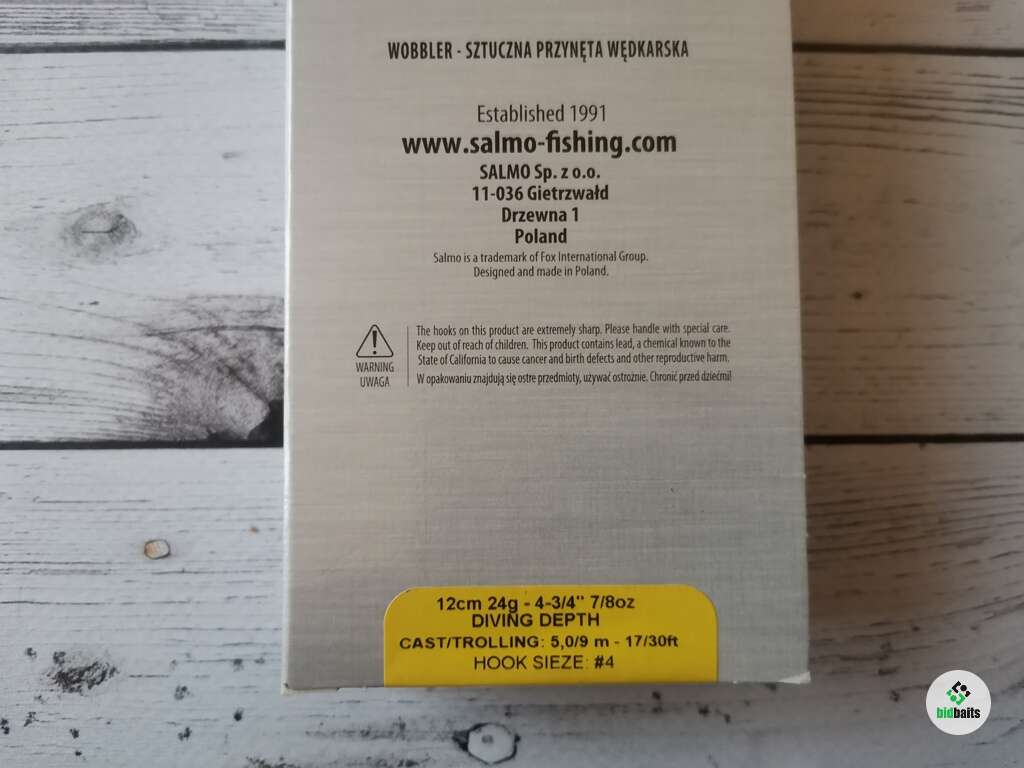 WOBBLER - SZTUCZNA PRZYNĘTA WĘDKARSKA
Established 1991
www.salmo-fishing.com
SALMO Sp. z o.o.
11-036 Gietrzwałd
Drzewna 1
Poland
Salmo is a trademark of Fox International Group.
Designed and made in Poland.
The hooks on this product are extremely sharp. Please handle with special care.
Keep out of reach of children. This product contains lead, a chemical known to the
State of California to cause cancer and birth defects and other reproductive harm.
WARNING
UWAGA
W opakowaniu znajdują się ostre przedmioty, używać ostrożnie. Chronić przed dziećmi!
12cm 24g - 4-3/4" 7/8oz
DIVING DEPTH
CAST/TROLLING: 5,0/9 m - 17/30ft
HOOK SIEZE: #4
bidbaits